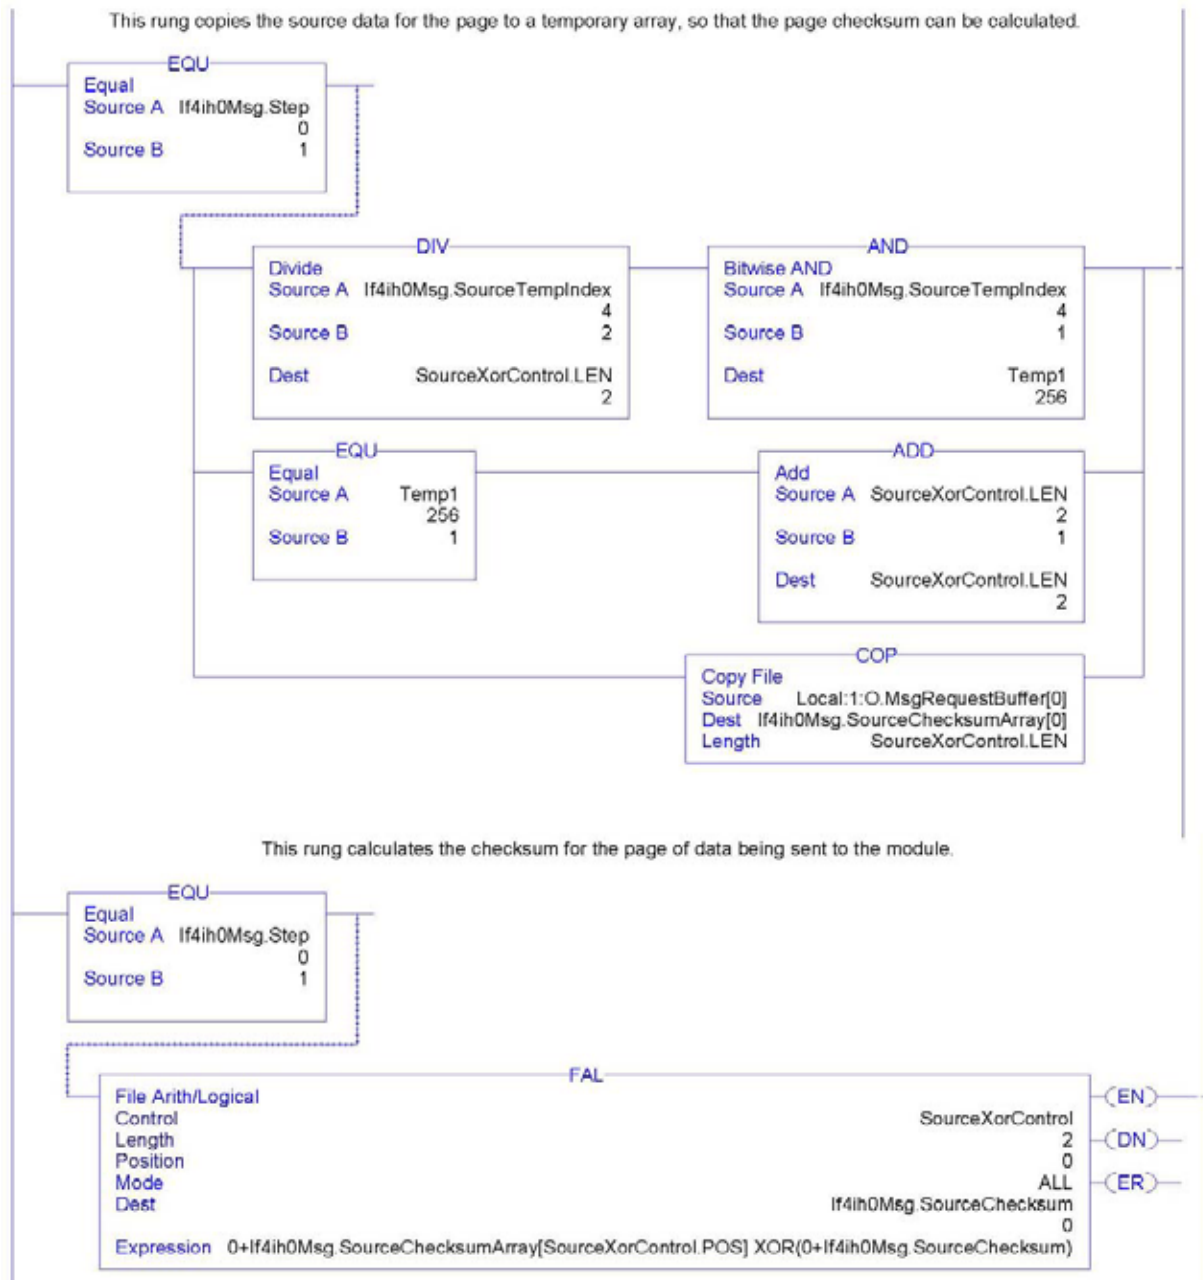 This rung copies the source data for the page to a temporary array, so that the page checksum can be calculated.
EQU
Equal
Source A If4ih0Msg.Step
0
Source B 1
DIV
Divide
Source A If4ih0Msg.SourceTempIndex
4
Source B 2
Dest SourceXorControl.LEN
2
AND
Bitwise AND
Source A If4ih0Msg.SourceTempIndex
4
Source B 1
Dest Temp1
256
EQU
Equal
Source A Temp1
256
Source B 1
ADD
Add
Source A SourceXorControl.LEN
2
Source B 1
Dest SourceXorControl.LEN
2
COP
Copy File
Source Local:1:O.MsgRequestBuffer[0]
Dest If4ih0Msg.SourceChecksumArray[0]
Length SourceXorControl.LEN
This rung calculates the checksum for the page of data being sent to the module.
EQU
Equal
Source A If4ih0Msg.Step
0
Source B 1
FAL
File Arith/Logical
Control SourceXorControl
Length 2
Position 0
Mode ALL
Dest If4ih0Msg.SourceChecksum
0
Expression 0+If4ih0Msg.SourceChecksumArray[SourceXorControl.POS] XOR(0+If4ih0Msg.SourceChecksum)
EN
DN
ER